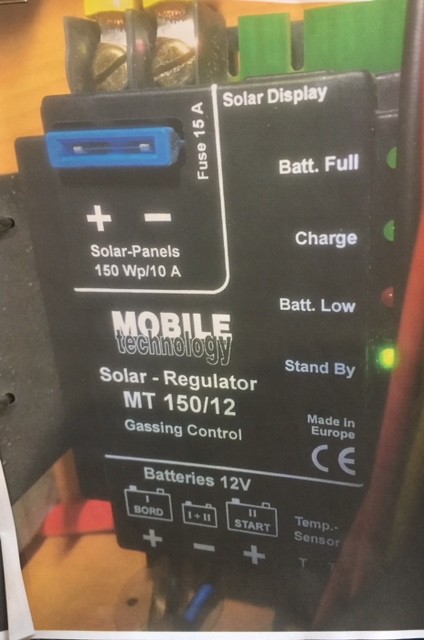 Solar Display
Fuse 15 A
Batt. Full
+ −
Solar-Panels
150 Wp/10 A
Charge
Batt. Low
MOBILE
technology
Stand By
Solar - Regulator
MT 150/12
Gassing Control
Made in
Europe
CE
Batteries 12V
I
BORD
I+II
II
START
+ − +
Temp.-
Sensor
T T